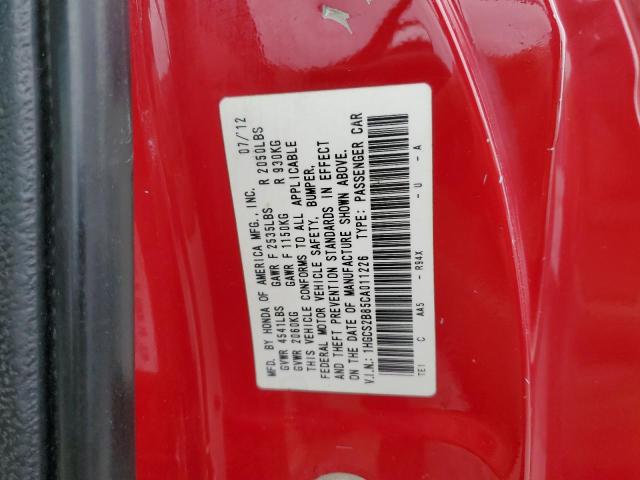 MFD. BY HONDA OF AMERICA MFG., INC. 07/'12
GVWR 4541LBS GAWR F 2535LBS R 2050LBS
GVWR 2060KG GAWR F 1150KG R 930KG
THIS VEHICLE CONFORMS TO ALL APPLICABLE
FEDERAL MOTOR VEHICLE SAFETY, BUMPER,
AND THEFT PREVENTION STANDARDS IN EFFECT
ON THE DATE OF MANUFACTURE SHOWN ABOVE.
V.I.N.: 1HGCS2B85CA011226 TYPE: PASSENGER CAR
TE1 C AA5 - R94X - U - A